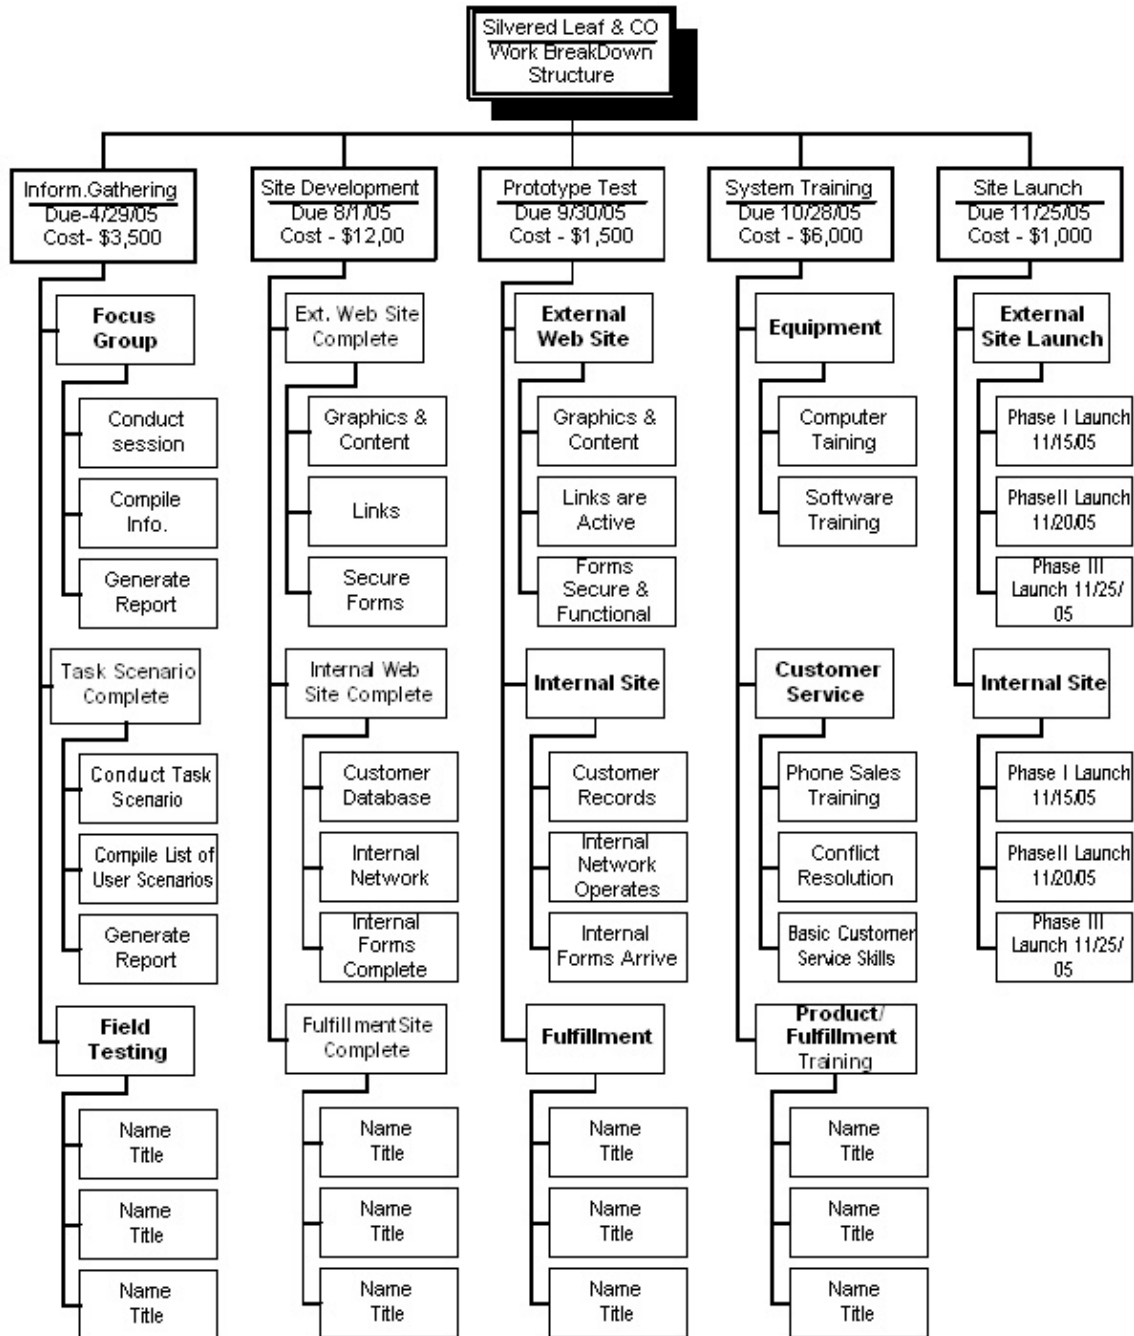 Silvered Leaf & CO
Work BreakDown
Structure
Inform.Gathering
Due-4/29/05
Cost- $3,500
Site Development
Due 8/1/05
Cost - $12,00
Prototype Test
Due 9/30/05
Cost - $1,500
System Training
Due 10/28/05
Cost - $6,000
Site Launch
Due 11/25/05
Cost - $1,000
Focus
Group
Conduct
session
Compile
Info.
Generate
Report
Task Scenario
Complete
Conduct Task
Scenario
Compile List of
User Scenarios
Generate
Report
Field
Testing
Name
Title
Name
Title
Name
Title
Ext. Web Site
Complete
Graphics &
Content
Links
Secure
Forms
Internal Web
Site Complete
Customer
Database
Internal
Network
Internal
Forms
Complete
Fulfillment Site
Complete
Name
Title
Name
Title
Name
Title
External
Web Site
Graphics &
Content
Links are
Active
Forms
Secure &
Functional
Internal Site
Customer
Records
Internal
Network
Operates
Internal
Forms Arrive
Fulfillment
Name
Title
Name
Title
Name
Title
Equipment
Computer
Taining
Software
Training
Customer
Service
Phone Sales
Training
Conflict
Resolution
Basic Customer
Service Skills
Product/
Fulfillment
Training
Name
Title
Name
Title
Name
Title
External
Site Launch
Phase I Launch
11/15/05
PhaseII Launch
11/20/05
Phase III
Launch 11/25/
05
Internal Site
Phase I Launch
11/15/05
PhaseII Launch
11/20/05
Phase III
Launch 11/25/
05